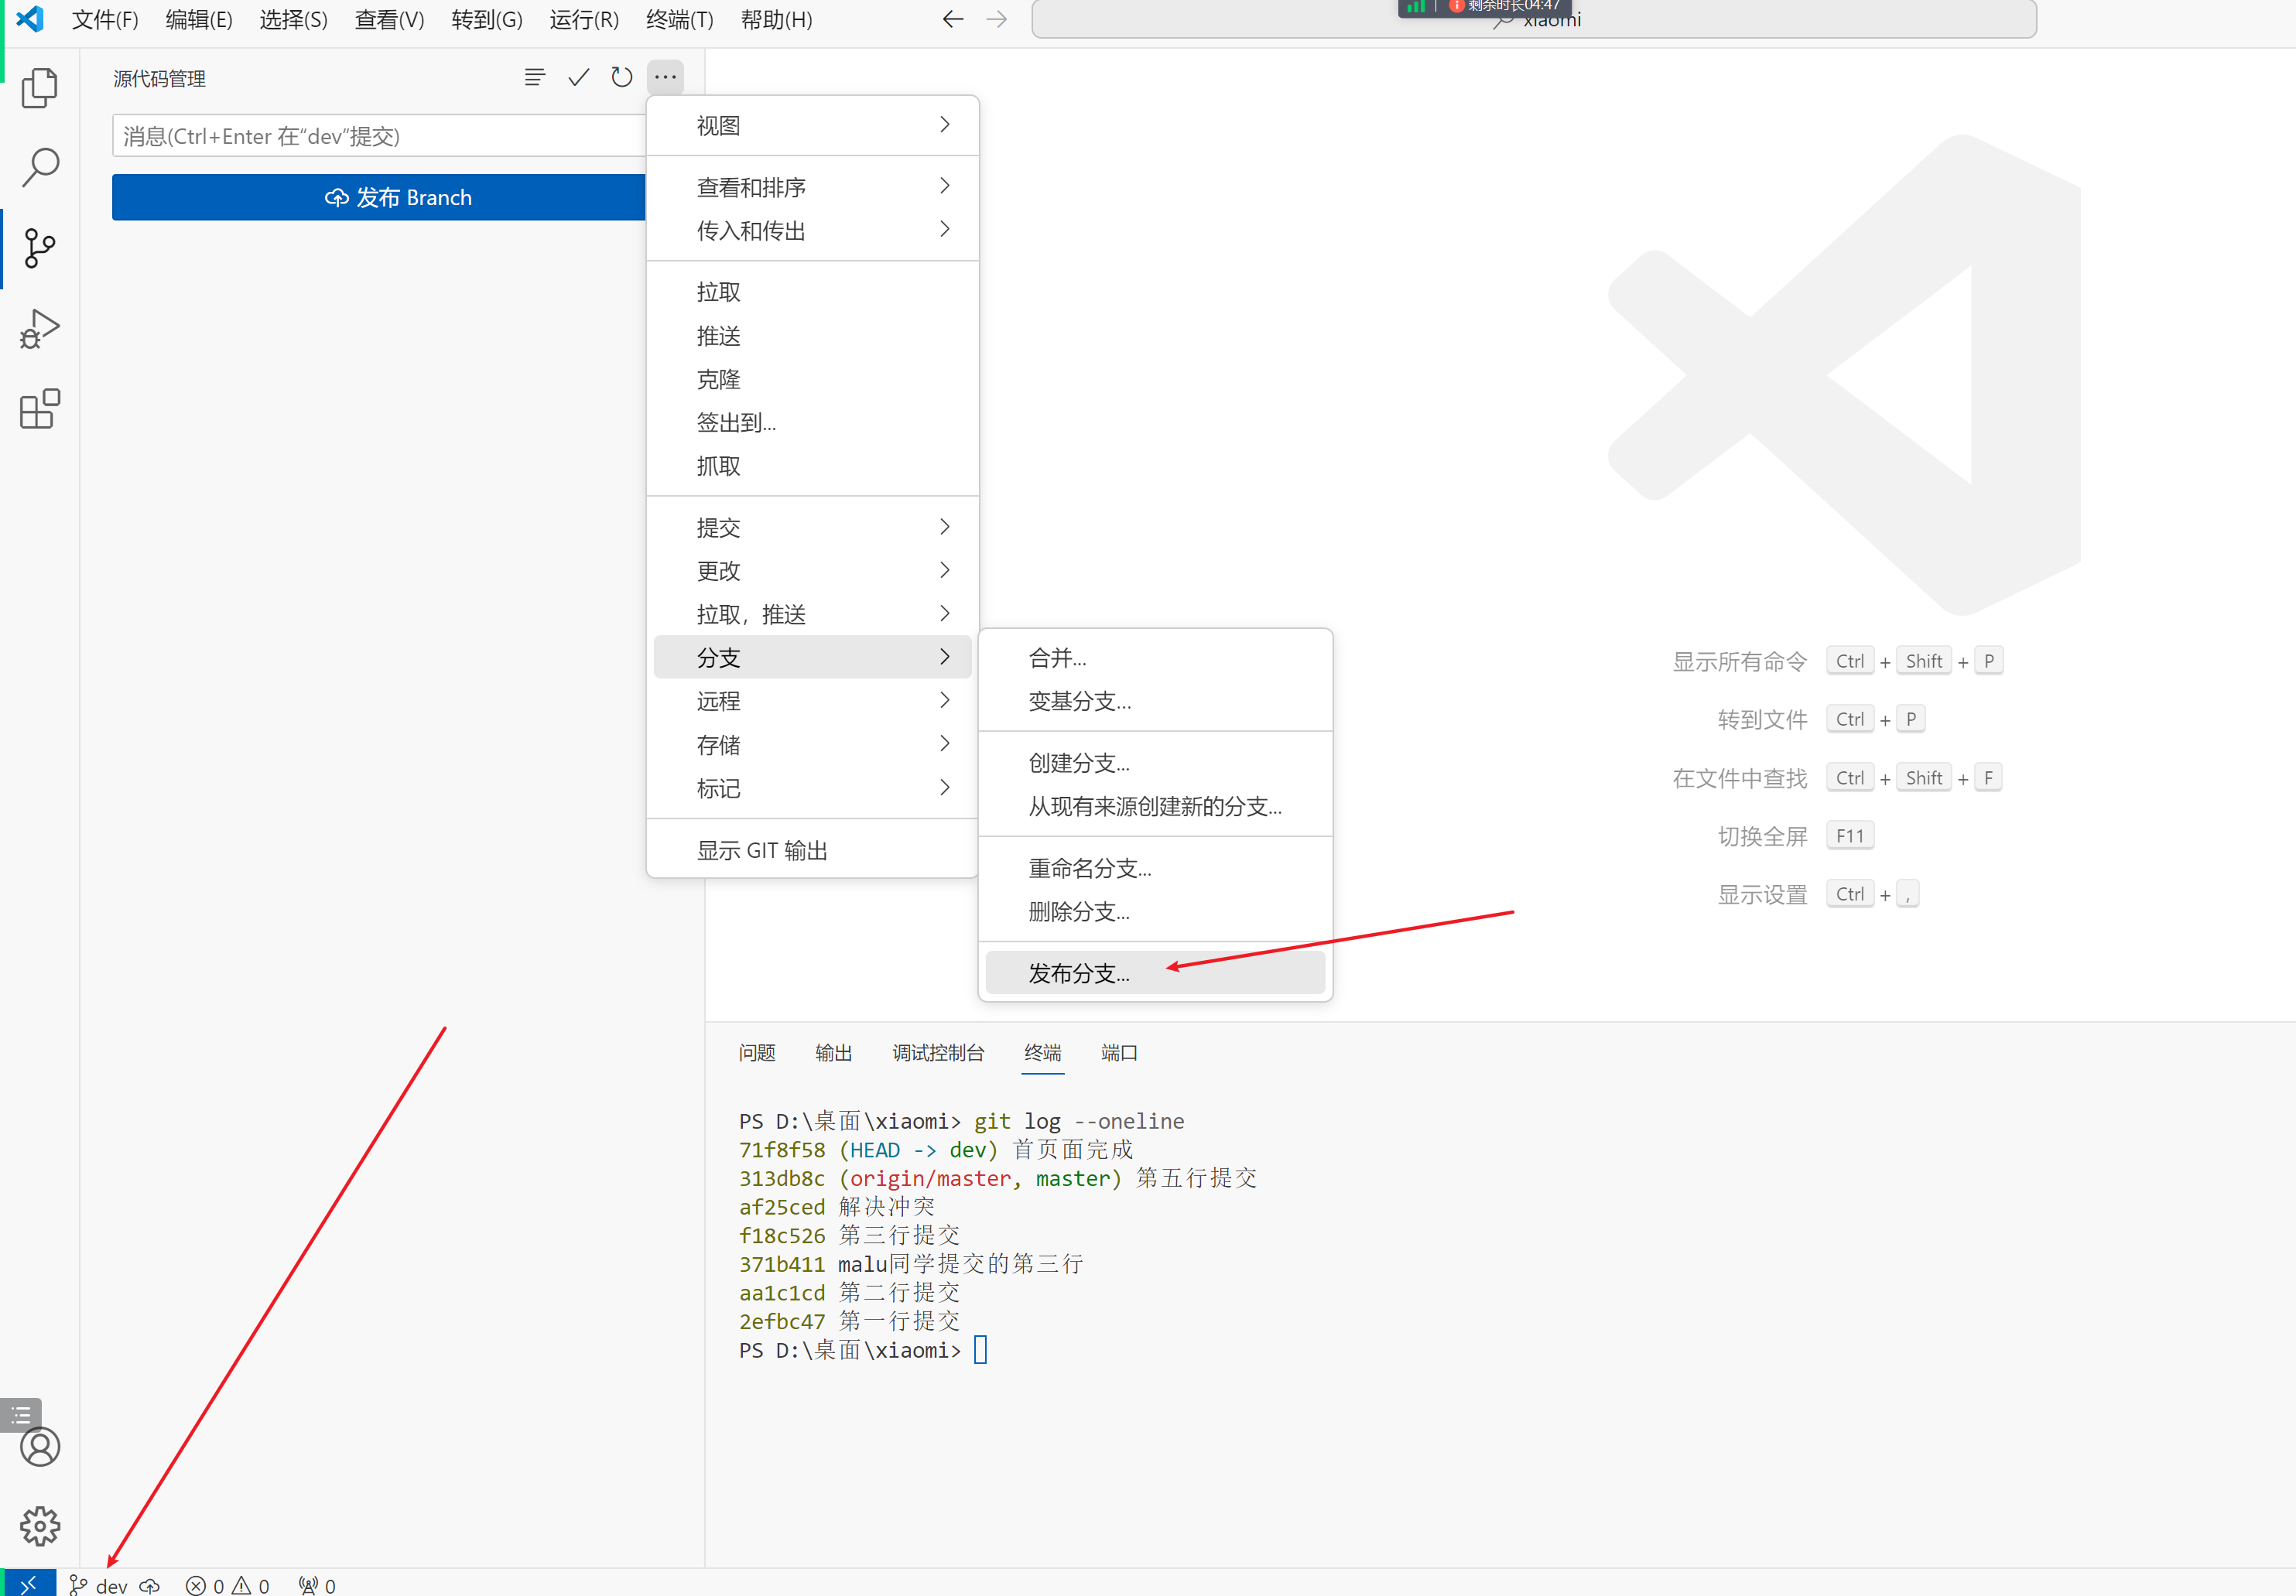 文件(F) 编辑(E) 选择(S) 查看(V) 转到(G) 运行(R) 终端(T) 帮助(H)
剩余时长04:47
xiaomi
源代码管理
消息(Ctrl+Enter 在“dev”提交)
发布 Branch
视图
查看和排序
传入和传出
拉取
推送
克隆
签出到...
抓取
提交
更改
拉取，推送
分支
远程
存储
标记
显示 GIT 输出
合并...
变基分支...
创建分支...
从现有来源创建新的分支...
重命名分支...
删除分支...
发布分支...
显示所有命令 Ctrl + Shift + P
转到文件 Ctrl + P
在文件中查找 Ctrl + Shift + F
切换全屏 F11
显示设置 Ctrl + ,
问题 输出 调试控制台 终端 端口
PS D:\桌面\xiaomi> git log --oneline
71f8f58 (HEAD -> dev) 首页面完成
313db8c (origin/master, master) 第五行提交
af25ced 解决冲突
f18c526 第三行提交
371b411 malu同学提交的第三行
aa1c1cd 第二行提交
2efbc47 第一行提交
PS D:\桌面\xiaomi>
dev 0 0 0